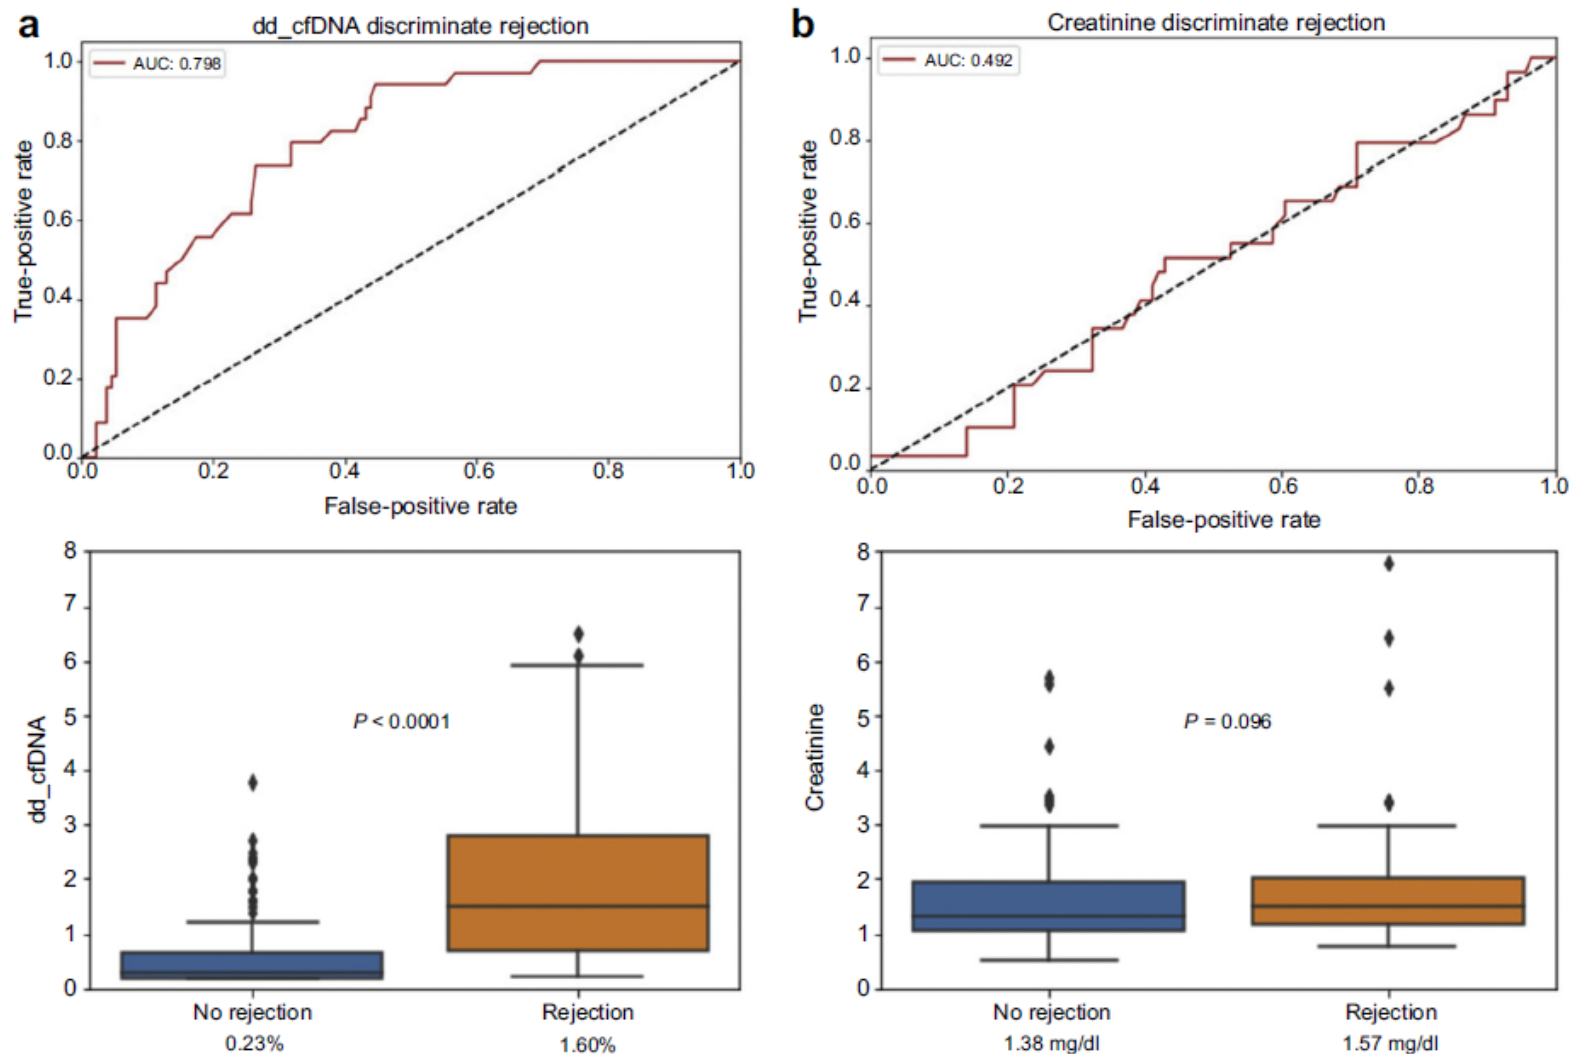 a
dd_cfDNA discriminate rejection
AUC: 0.798
True-positive rate
1.0
0.8
0.6
0.4
0.2
0.0
0.0 0.2 0.4 0.6 0.8 1.0
False-positive rate
b
Creatinine discriminate rejection
AUC: 0.492
True-positive rate
1.0
0.8
0.6
0.4
0.2
0.0
0.0 0.2 0.4 0.6 0.8 1.0
False-positive rate
dd_cfDNA
8
7
6
5
4
3
2
1
0
P < 0.0001
No rejection Rejection
0.23% 1.60%
Creatinine
8
7
6
5
4
3
2
1
0
P = 0.096
No rejection Rejection
1.38 mg/dl 1.57 mg/dl